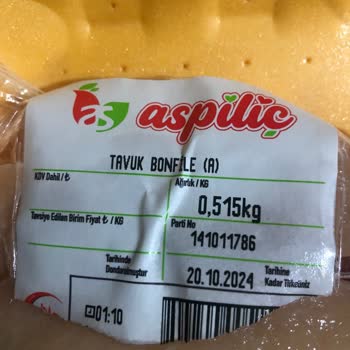 as aspiliç
TAVUK BONFİLE (A)
KDV Dahil/₺ Ağırlık / KG
0,515kg
Tavsiye Edilen Birim Fiyat ₺ / KG Parti No
141011786
Tarihinde
Dondurulmuştur 20.10.2024 Tarihine
Kadar Tüketiniz
01:10